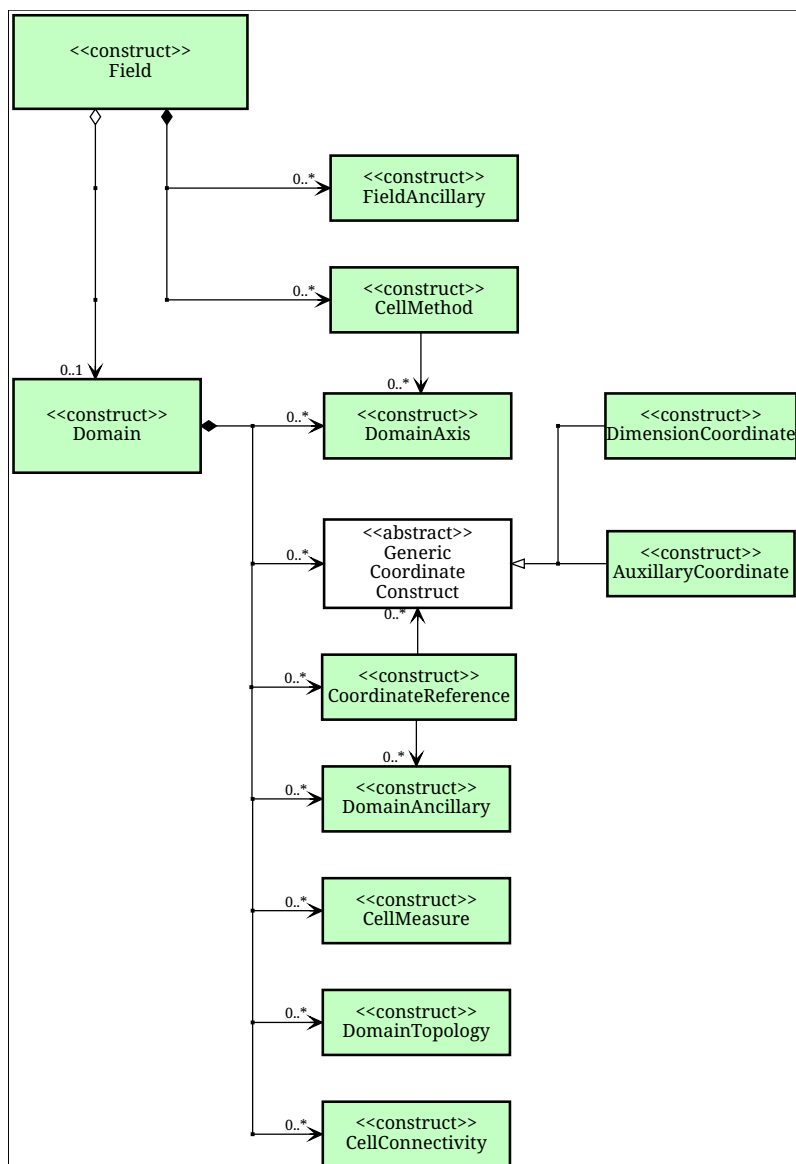 <<construct>>
Field
0..*
<<construct>>
FieldAncillary
0..*
<<construct>>
CellMethod
0..1
0..*
<<construct>>
Domain
0..*
<<construct>>
DomainAxis
<<construct>>
DimensionCoordinate
0..*
<<abstract>>
Generic
Coordinate
Construct
<<construct>>
AuxillaryCoordinate
0..*
0..*
<<construct>>
CoordinateReference
0..*
0..*
<<construct>>
DomainAncillary
0..*
<<construct>>
CellMeasure
0..*
<<construct>>
DomainTopology
0..*
<<construct>>
CellConnectivity